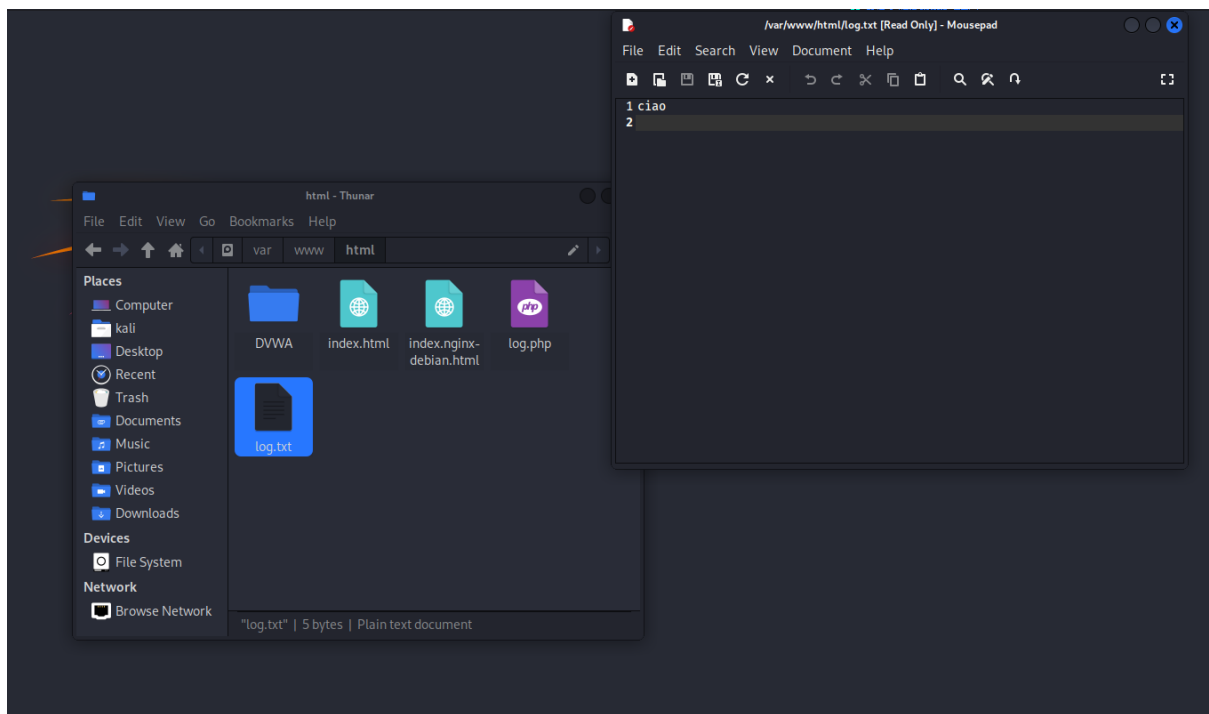 /var/www/html/log.txt [Read Only] - Mousepad
File Edit Search View Document Help
1 ciao
2
html - Thunar
File Edit View Go Bookmarks Help
var www html
Places
Computer
kali
Desktop
Recent
Trash
Documents
Music
Pictures
Videos
Downloads
Devices
File System
Network
Browse Network
DVWA
index.html
index.nginx-
debian.html
php
log.php
log.txt
"log.txt" | 5 bytes | Plain text document